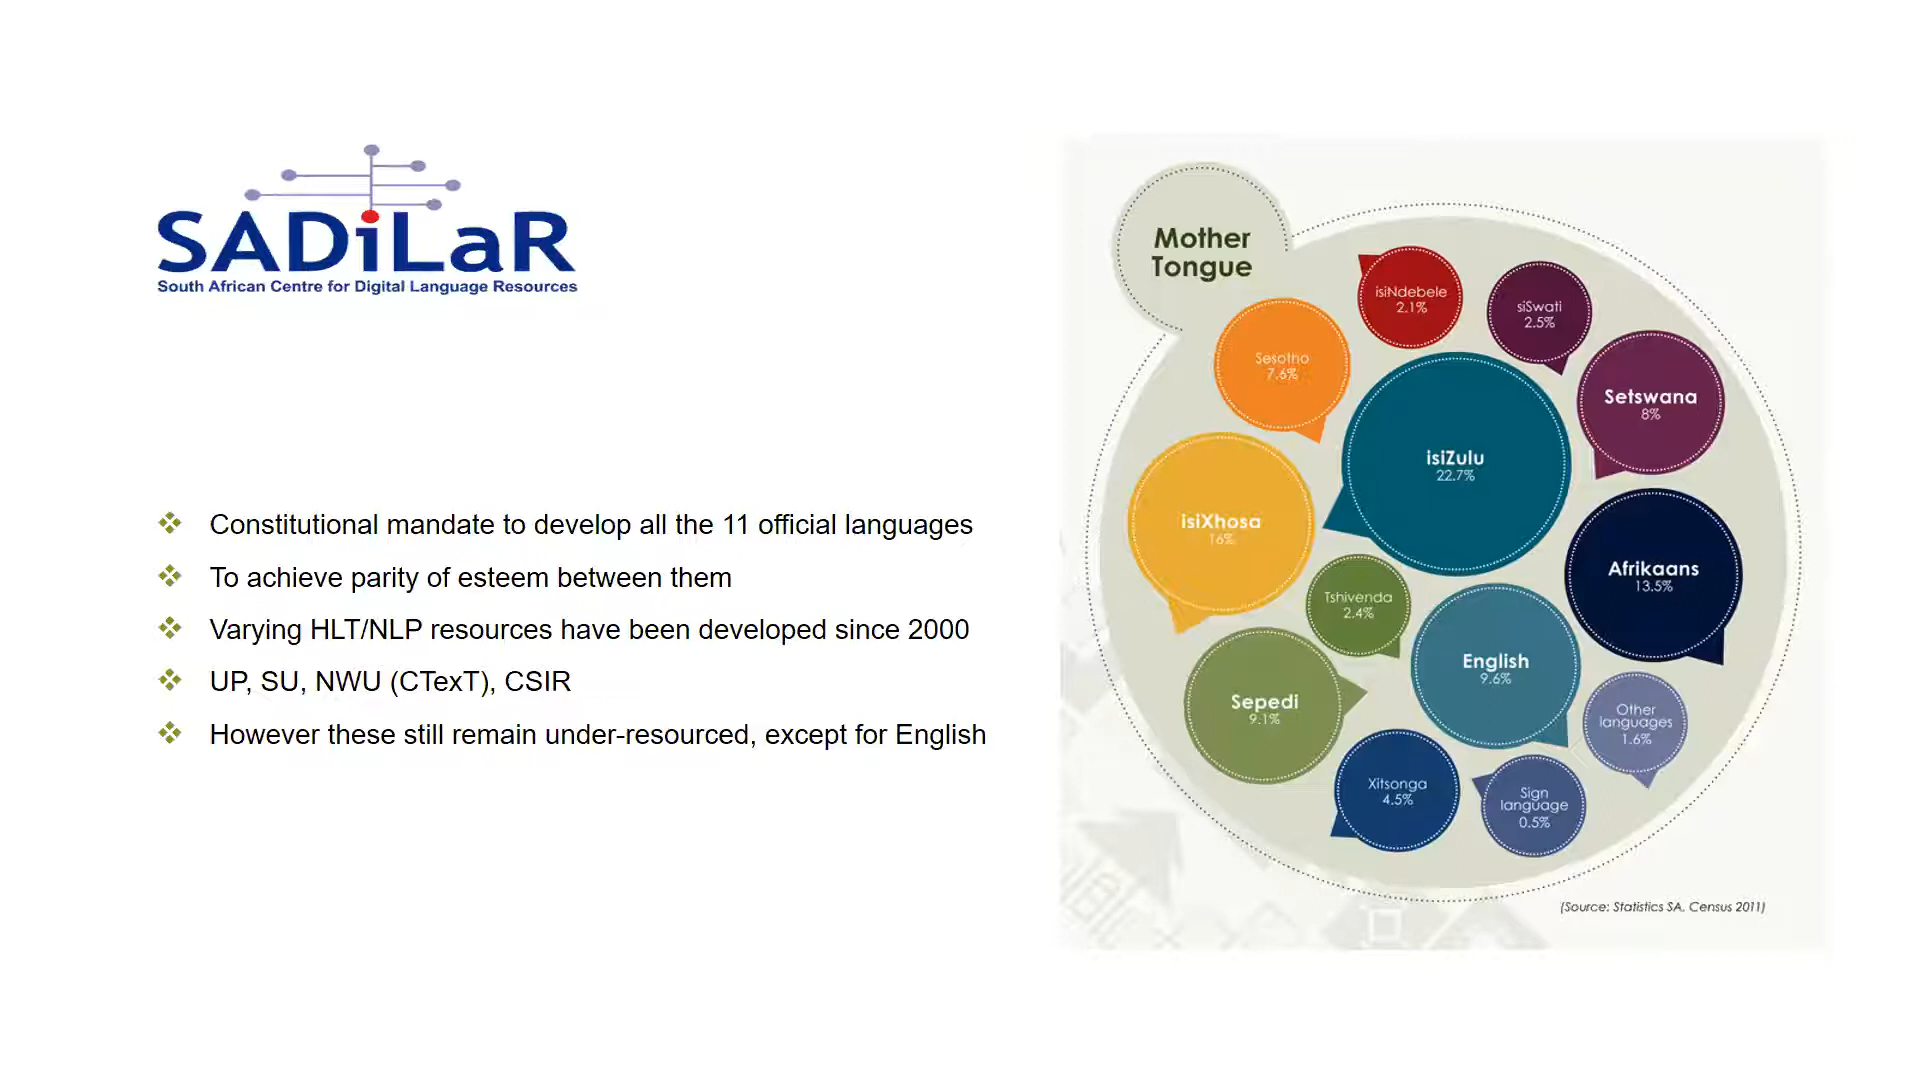 SADiLaR
South African Centre for Digital Language Resources
Constitutional mandate to develop all the 11 official languages
To achieve parity of esteem between them
Varying HLT/NLP resources have been developed since 2000
UP, SU, NWU (CTexT), CSIR
However these still remain under-resourced, except for English
Mother
Tongue
isiNdebele
2.1%
siSwati
2.5%
Sesotho
7.6%
Setswana
8%
isiZulu
22.7%
isiXhosa
16%
Afrikaans
13.5%
Tshivenda
2.4%
English
9.6%
Sepedi
9.1%
Other
languages
1.6%
Xitsonga
4.5%
Sign
language
0.5%
(Source: Statistics SA, Census 2011)